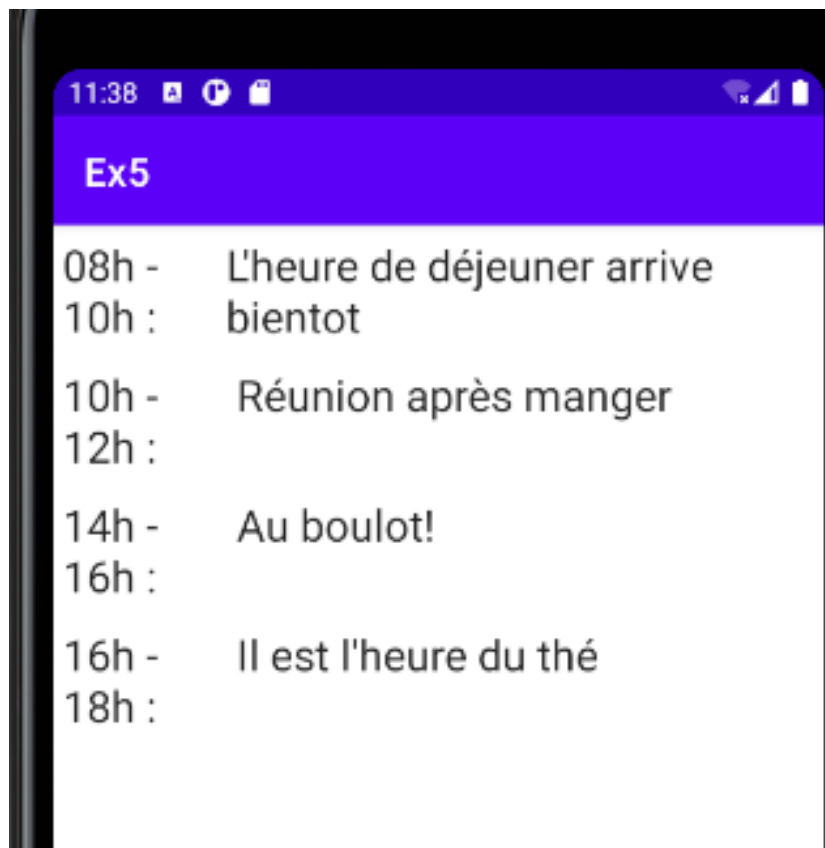 11:38
Ex5
08h - L'heure de déjeuner arrive
10h : bientot
10h - Réunion après manger
12h :
14h - Au boulot!
16h :
16h - Il est l'heure du thé
18h :